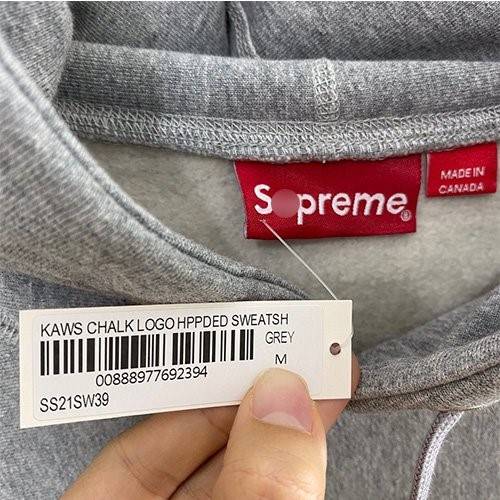 S preme®
MADE IN
CANADA
KAWS CHALK LOGO HPPDED SWEATSH
GREY
M
00888977692394
SS21SW39